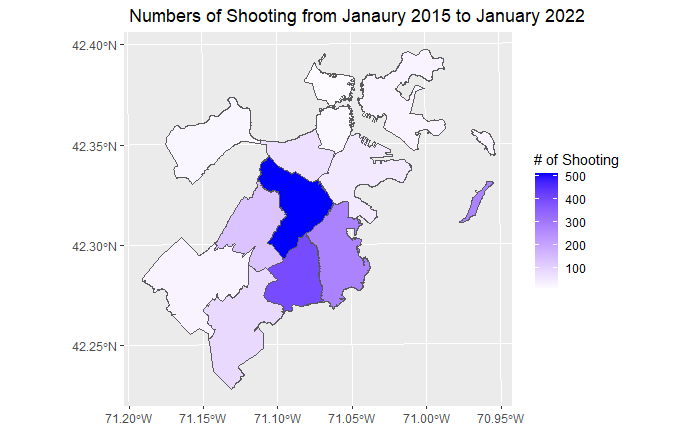 Numbers of Shooting from Janaury 2015 to January 2022
42.40°N
42.35°N
42.30°N
42.25°N
71.20°W
71.15°W
71.10°W
71.05°W
71.00°W
70.95°W
# of Shooting
500
400
300
200
100